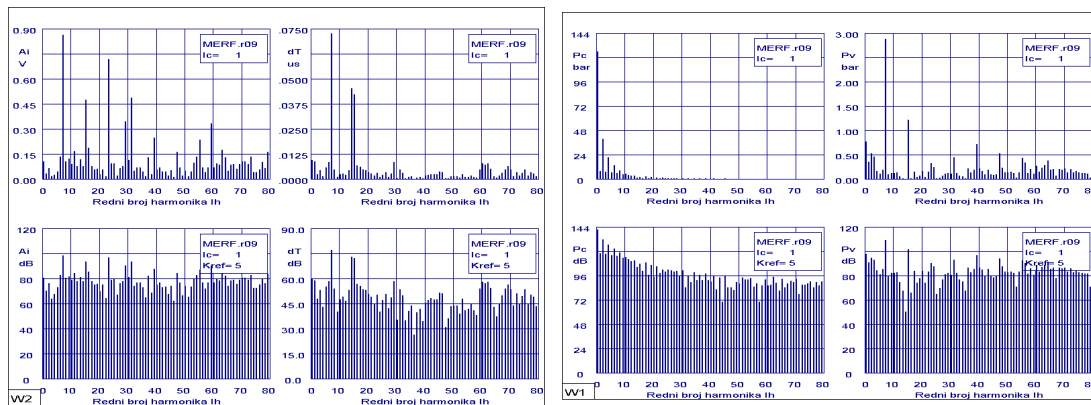 0.90
Ai
V
0.60
0.45
0.30
0.15
0.00
0 10 20 30 40 50 60 70 80
Redni broj harmonika Ih
MERF.r09
Ic= 1
.0750
dT
us
.0500
.0375
.0250
.0125
.0000
0 10 20 30 40 50 60 70 80
Redni broj harmonika Ih
MERF.r09
Ic= 1
120
Ai
dB
80
60
40
20
0
0 10 20 30 40 50 60 70 80
Redni broj harmonika Ih
MERF.r09
Ic= 1
Kref= 5
90.0
dT
dB
60.0
45.0
30.0
15.0
0.0
0 10 20 30 40 50 60 70 80
Redni broj harmonika Ih
MERF.r09
Ic= 1
Kref= 5
W2
144
Pc
bar
96
72
48
24
0
0 10 20 30 40 50 60 70 80
Redni broj harmonika Ih
MERF.r09
Ic= 1
3.00
Pv
bar
2.00
1.50
1.00
0.50
0.00
0 10 20 30 40 50 60 70 80
Redni broj harmonika Ih
MERF.r09
Ic= 1
144
Pc
dB
96
72
48
24
0
0 10 20 30 40 50 60 70 80
Redni broj harmonika Ih
MERF.r09
Ic= 1
Kref= 5
120
Pv
dB
80
60
40
20
0
0 10 20 30 40 50 60 70 80
Redni broj harmonika Ih
MERF.r09
Ic= 1
Kref= 5
W1